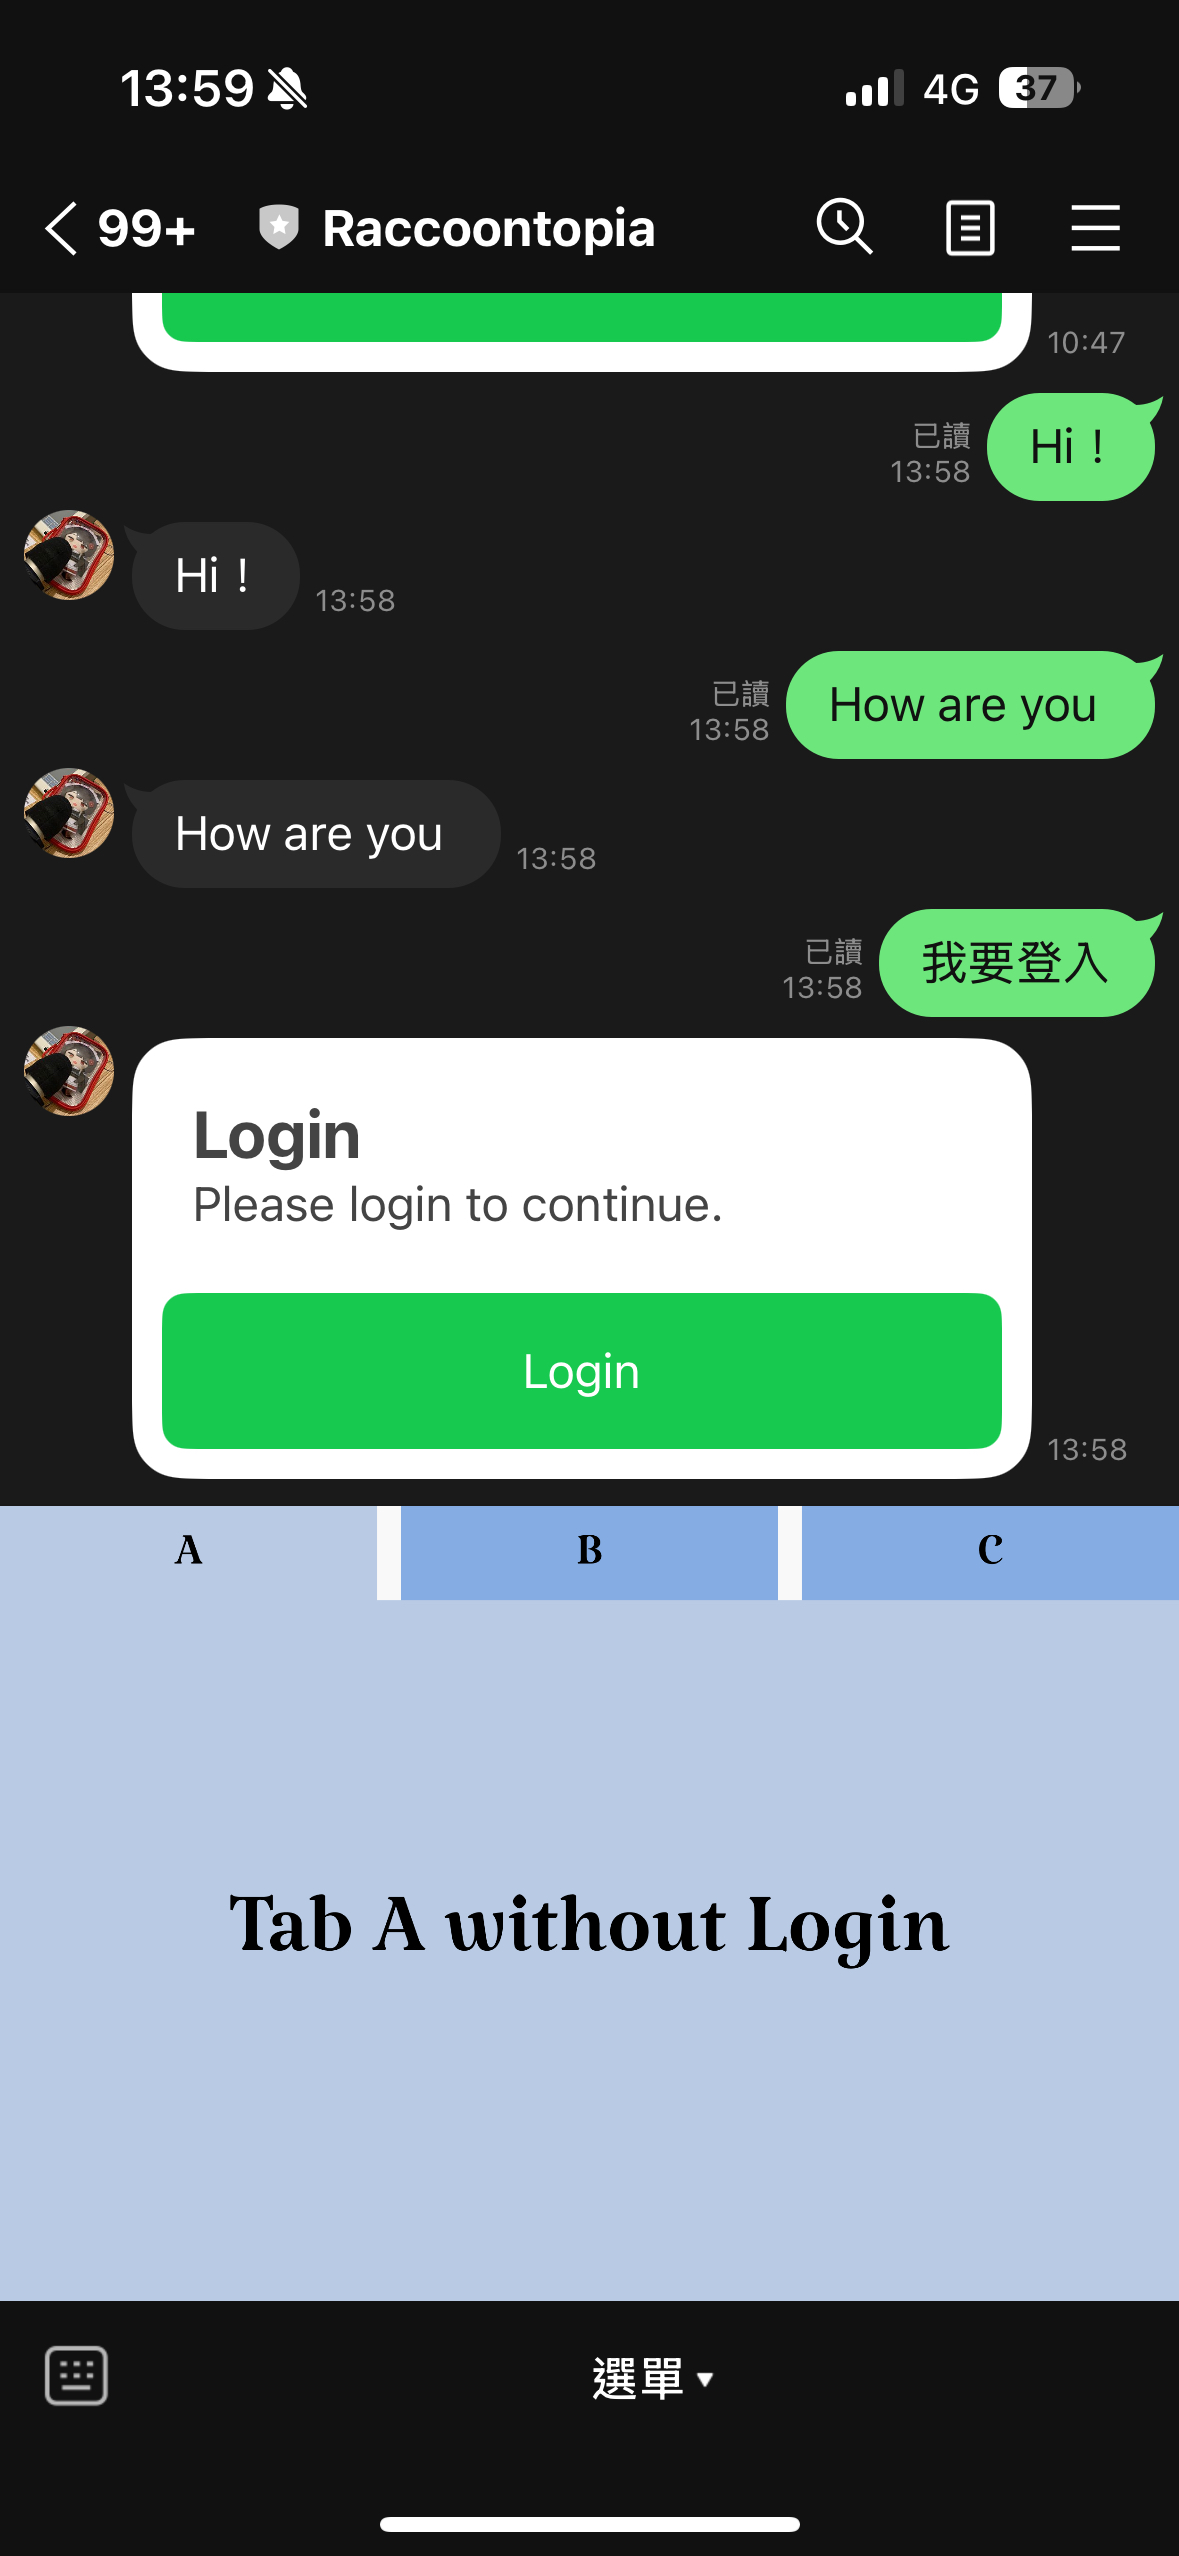 13:59
4G 37
99+ Raccoontopia
10:47
已讀
13:58
Hi！
Hi！
13:58
已讀
13:58
How are you
How are you
13:58
已讀
13:58
我要登入
Login
Please login to continue.
Login
13:58
A B C
Tab A without Login
選單